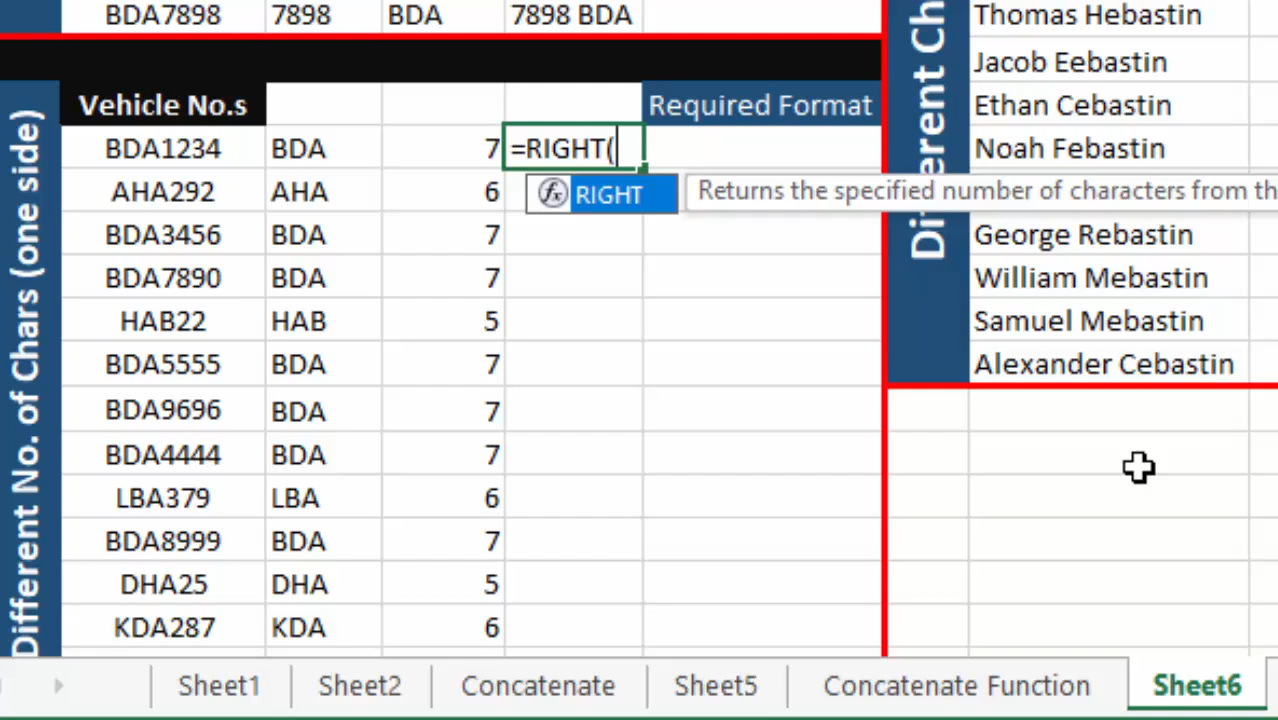 BDA7898 7898 BDA 7898 BDA
Vehicle No.s Required Format
BDA1234 BDA 7 =RIGHT(
AHA292 AHA 6
RIGHT Returns the specified number of characters from th
BDA3456 BDA 7
BDA7890 BDA 7
HAB22 HAB 5
BDA5555 BDA 7
BDA9696 BDA 7
BDA4444 BDA 7
LBA379 LBA 6
BDA8999 BDA 7
DHA25 DHA 5
KDA287 KDA 6
Different No. of Chars (one side)
Different Ch
Thomas Hebastin
Jacob Eebastin
Ethan Cebastin
Noah Febastin
George Rebastin
William Mebastin
Samuel Mebastin
Alexander Cebastin
Sheet1 Sheet2 Concatenate Sheet5 Concatenate Function Sheet6